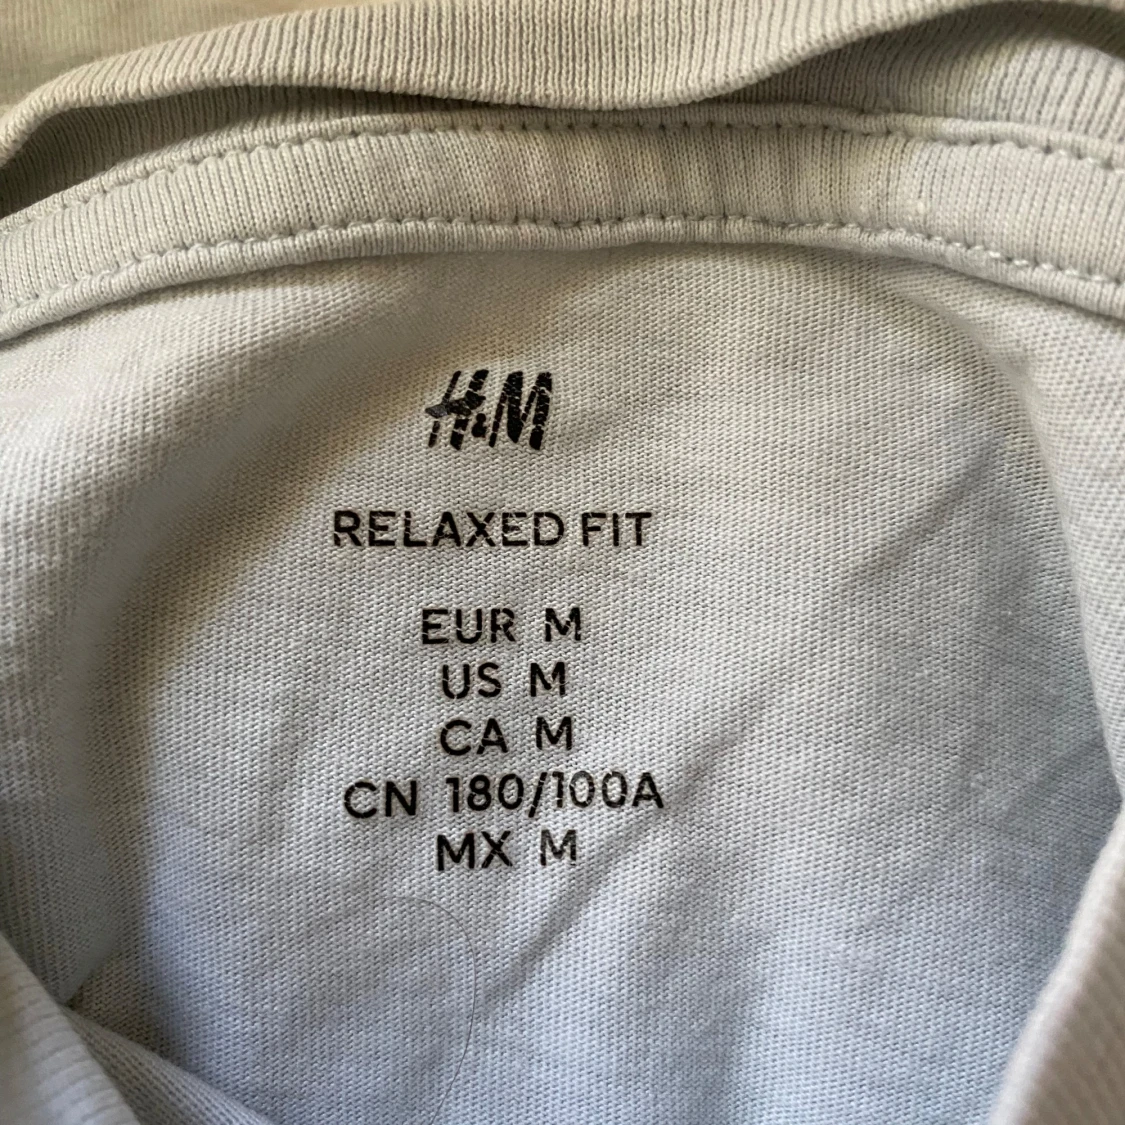 H&M
RELAXED FIT
EUR M
US M
CA M
CN 180/100A
MX M